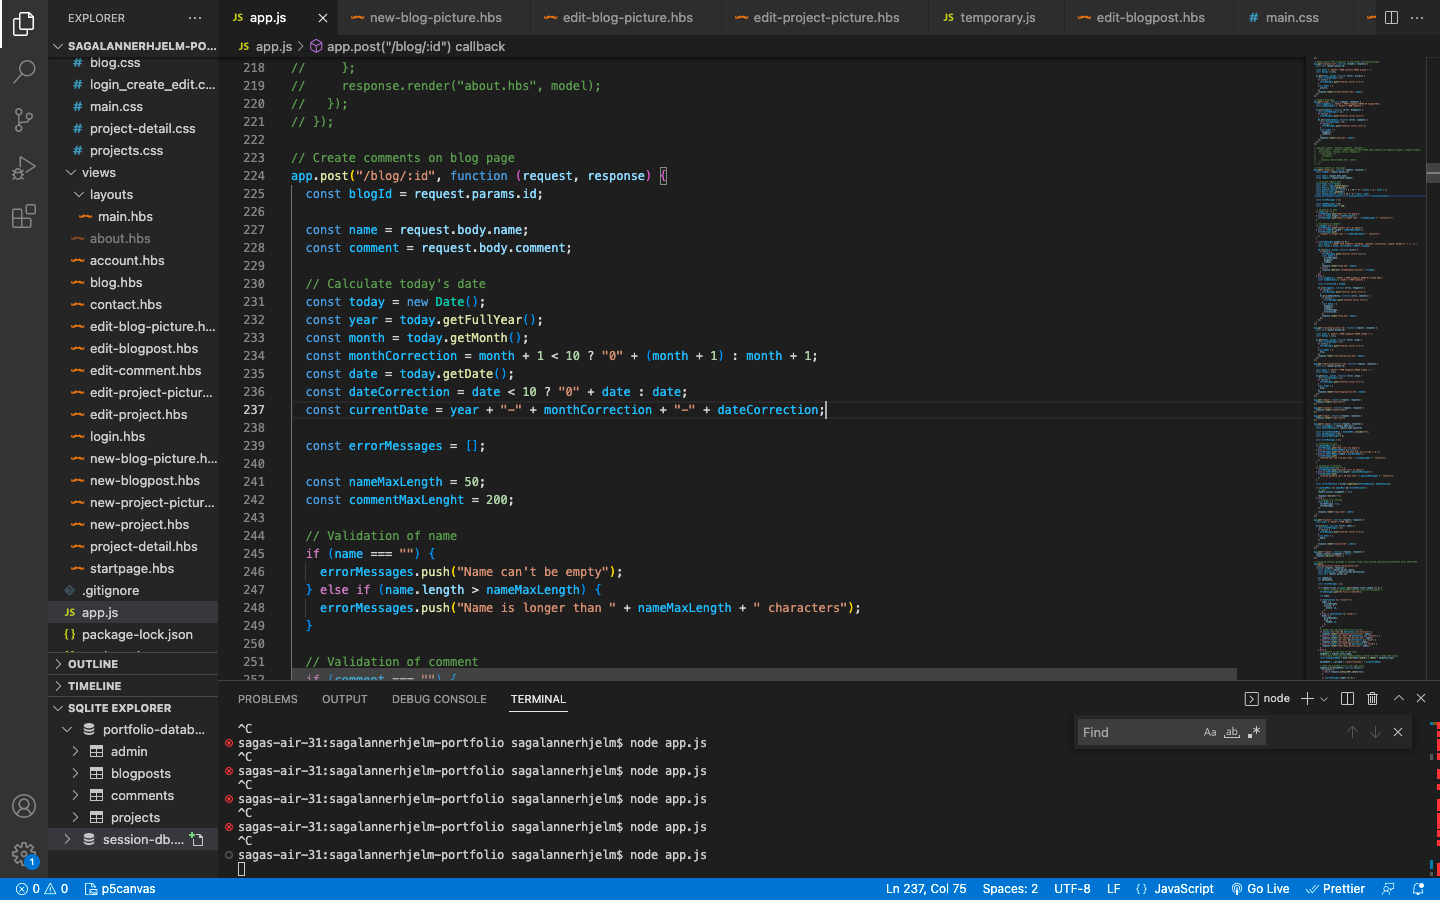 EXPLORER
SAGALANNERHJELM-PO...
blog.css
login_create_edit.c...
main.css
project-detail.css
projects.css
views
layouts
main.hbs
about.hbs
account.hbs
blog.hbs
contact.hbs
edit-blog-picture.h...
edit-blogpost.hbs
edit-comment.hbs
edit-project-pictur...
edit-project.hbs
login.hbs
new-blog-picture.h...
new-blogpost.hbs
new-project-pictur...
new-project.hbs
project-detail.hbs
startpage.hbs
.gitignore
JS app.js
{} package-lock.json
OUTLINE
TIMELINE
SQLITE EXPLORER
portfolio-datab...
admin
blogposts
comments
projects
session-db....
1
JS app.js
new-blog-picture.hbs
edit-blog-picture.hbs
edit-project-picture.hbs
JS temporary.js
edit-blogpost.hbs
# main.css
JS app.js > app.post("/blog/:id") callback
218 //     };
219 //     response.render("about.hbs", model);
220 //   });
221 // });
222
223 // Create comments on blog page
224 app.post("/blog/:id", function (request, response) {
225   const blogId = request.params.id;
226
227   const name = request.body.name;
228   const comment = request.body.comment;
229
230   // Calculate today's date
231   const today = new Date();
232   const year = today.getFullYear();
233   const month = today.getMonth();
234   const monthCorrection = month + 1 < 10 ? "0" + (month + 1) : month + 1;
235   const date = today.getDate();
236   const dateCorrection = date < 10 ? "0" + date : date;
237   const currentDate = year + "-" + monthCorrection + "-" + dateCorrection;
238
239   const errorMessages = [];
240
241   const nameMaxLength = 50;
242   const commentMaxLenght = 200;
243
244   // Validation of name
245   if (name === "") {
246     errorMessages.push("Name can't be empty");
247   } else if (name.length > nameMaxLength) {
248     errorMessages.push("Name is longer than " + nameMaxLength + " characters");
249   }
250
251   // Validation of comment
252   if (comment === "") {
PROBLEMS OUTPUT DEBUG CONSOLE TERMINAL
node
Find
Aa ab .*
^C
sagas-air-31:sagalannerhjelm-portfolio sagalannerhjelm$ node app.js
^C
sagas-air-31:sagalannerhjelm-portfolio sagalannerhjelm$ node app.js
^C
sagas-air-31:sagalannerhjelm-portfolio sagalannerhjelm$ node app.js
^C
sagas-air-31:sagalannerhjelm-portfolio sagalannerhjelm$ node app.js
^C
sagas-air-31:sagalannerhjelm-portfolio sagalannerhjelm$ node app.js
0 0 p5canvas
Ln 237, Col 75 Spaces: 2 UTF-8 LF {} JavaScript Go Live Prettier